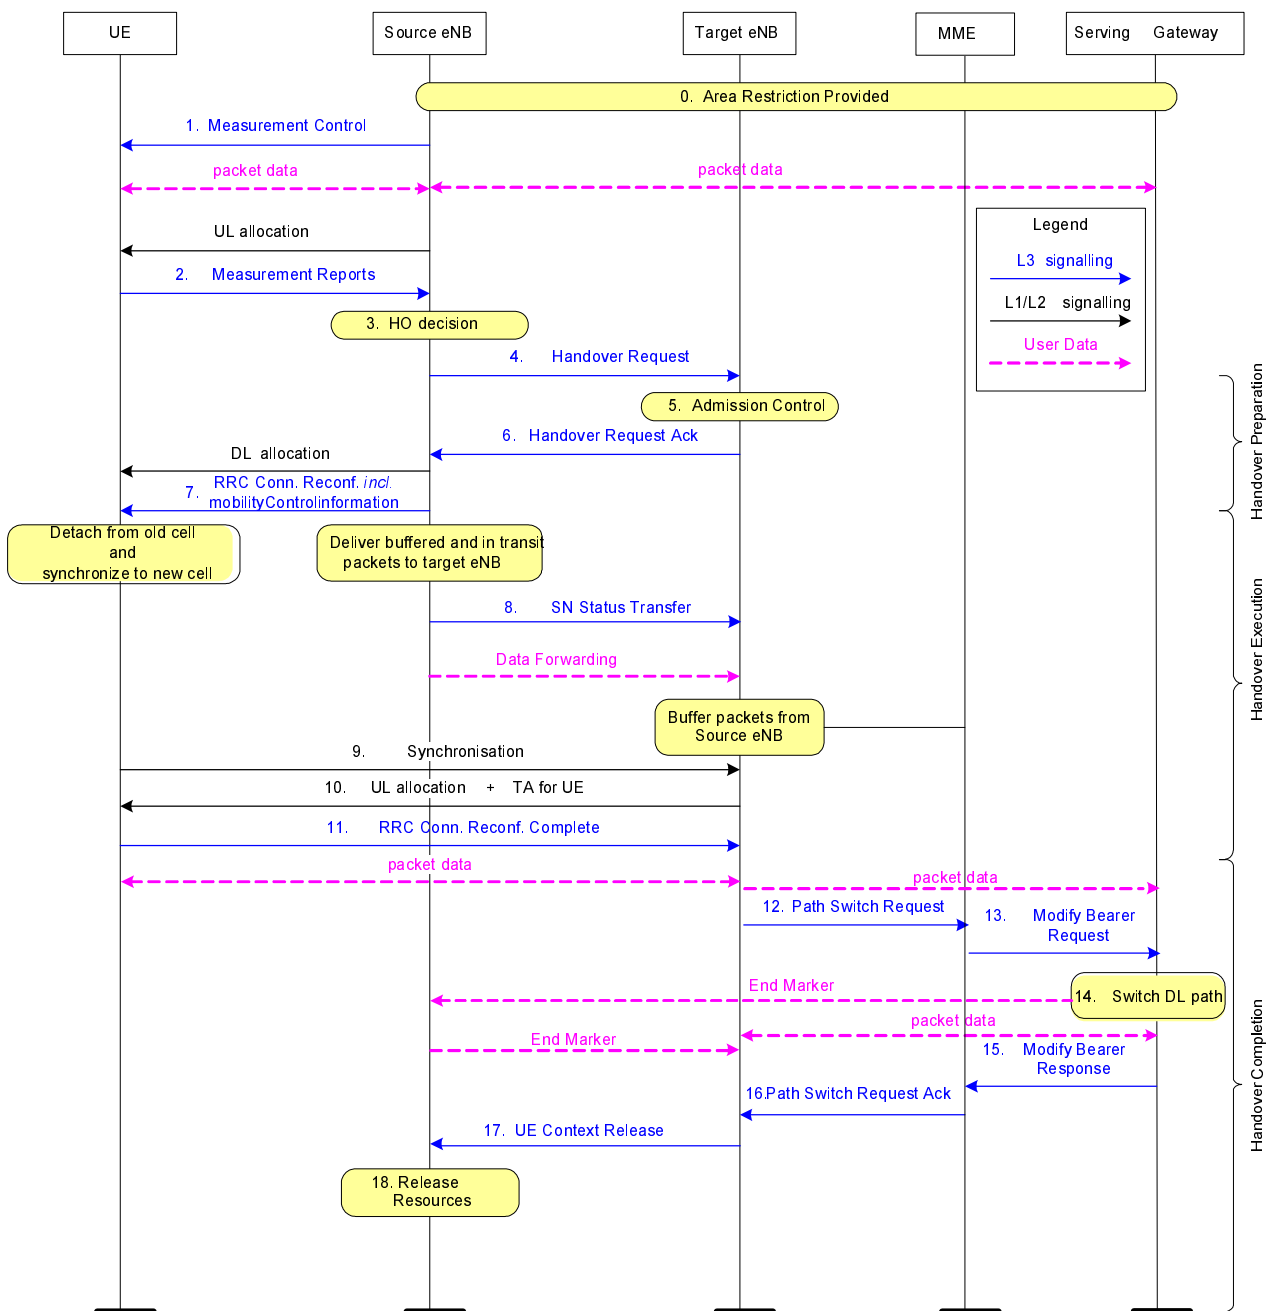 UE
Source eNB
Target eNB
MME
Serving Gateway
0. Area Restriction Provided
1. Measurement Control
packet data
packet data
UL allocation
Legend
L3 signalling
L1/L2 signalling
User Data
2. Measurement Reports
3. HO decision
4. Handover Request
5. Admission Control
6. Handover Request Ack
DL allocation
7. RRC Conn. Reconf. incl.
mobilityControlinformation
Handover Preparation
Detach from old cell
and
synchronize to new cell
Deliver buffered and in transit
packets to target eNB
8. SN Status Transfer
Data Forwarding
Buffer packets from
Source eNB
9. Synchronisation
10. UL allocation + TA for UE
11. RRC Conn. Reconf. Complete
Handover Execution
packet data
packet data
12. Path Switch Request
13. Modify Bearer
Request
End Marker
14. Switch DL path
packet data
End Marker
15. Modify Bearer
Response
16.Path Switch Request Ack
17. UE Context Release
18. Release
Resources
Handover Completion